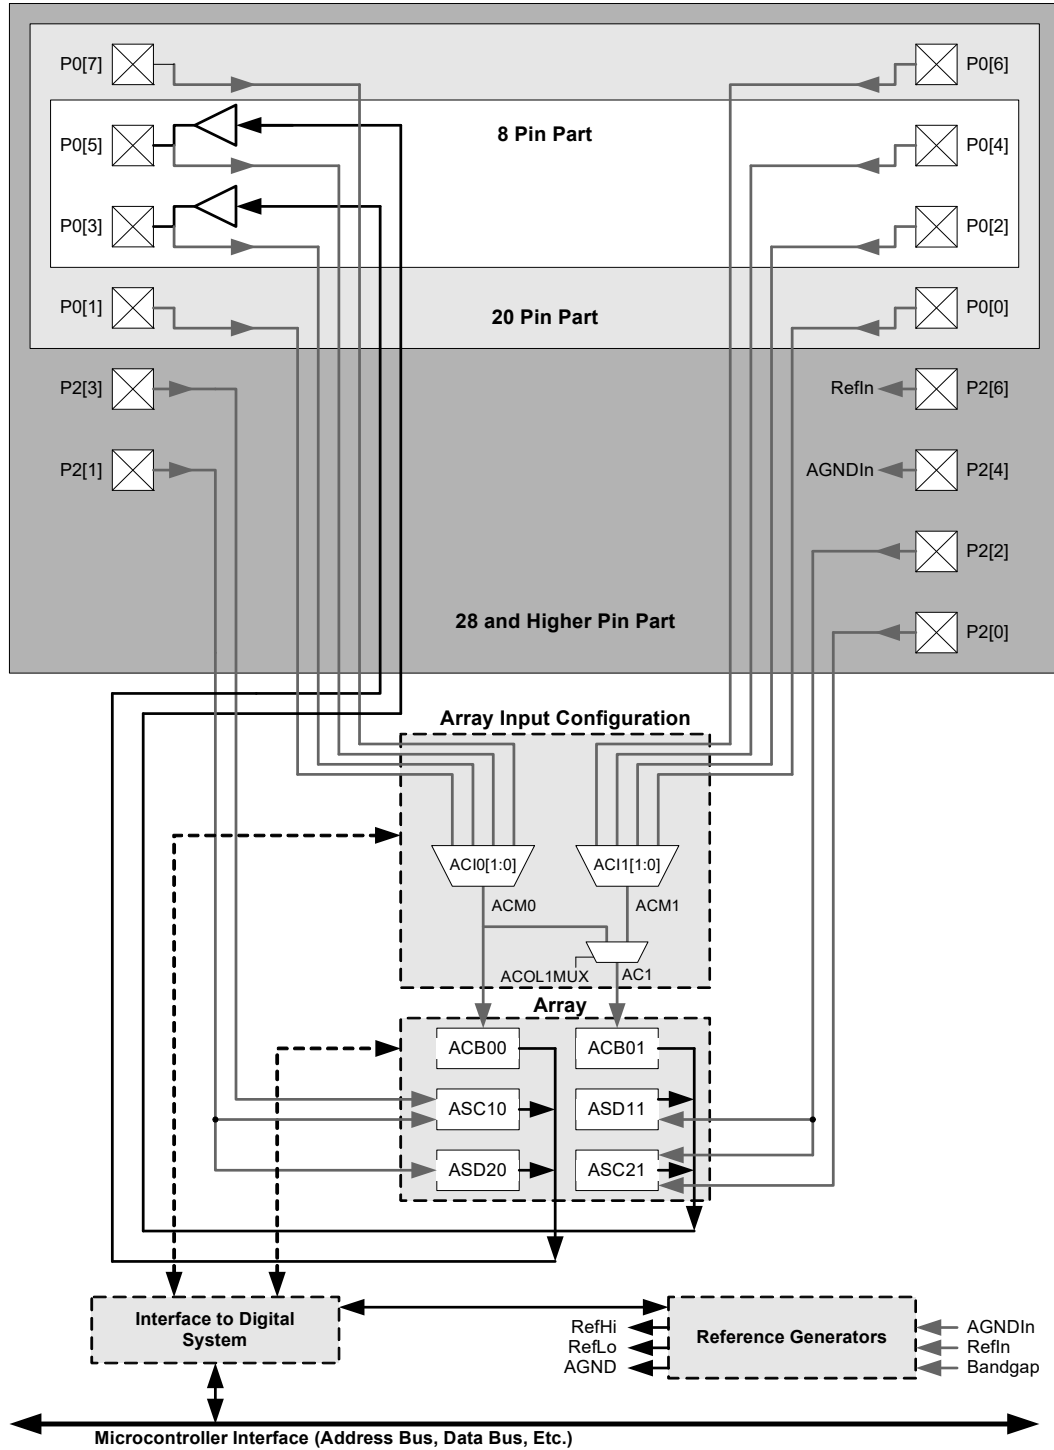 P0[7]
P0[6]
8 Pin Part
P0[5]
P0[4]
P0[3]
P0[2]
P0[1]
20 Pin Part
P0[0]
P2[3]
RefIn
P2[6]
P2[1]
AGNDIn
P2[4]
P2[2]
28 and Higher Pin Part
P2[0]
Array Input Configuration
ACI0[1:0]
ACI1[1:0]
ACM0
ACM1
ACOL1MUX
AC1
Array
ACB00
ACB01
ASC10
ASD11
ASD20
ASC21
Interface to Digital
System
RefHi
RefLo
AGND
Reference Generators
AGNDIn
RefIn
Bandgap
Microcontroller Interface (Address Bus, Data Bus, Etc.)